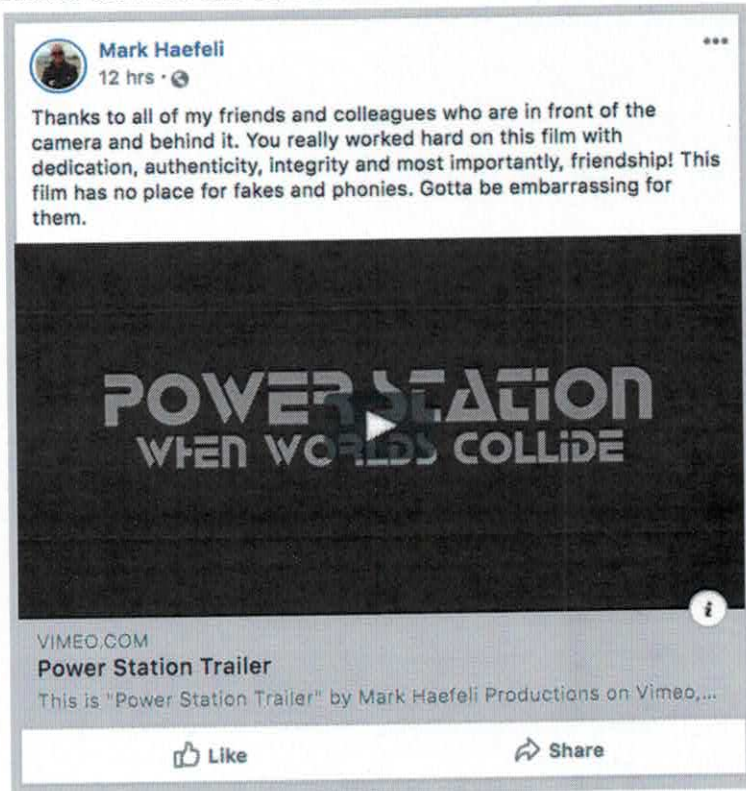 Mark Haefeli
12 hrs ·
Thanks to all of my friends and colleagues who are in front of the
camera and behind it. You really worked hard on this film with
dedication, authenticity, integrity and most importantly, friendship! This
film has no place for fakes and phonies. Gotta be embarrassing for
them.
POWER STATION
WHEN WORLDS COLLIDE
i
VIMEO.COM
Power Station Trailer
This is "Power Station Trailer" by Mark Haefeli Productions on Vimeo,...
Like Share